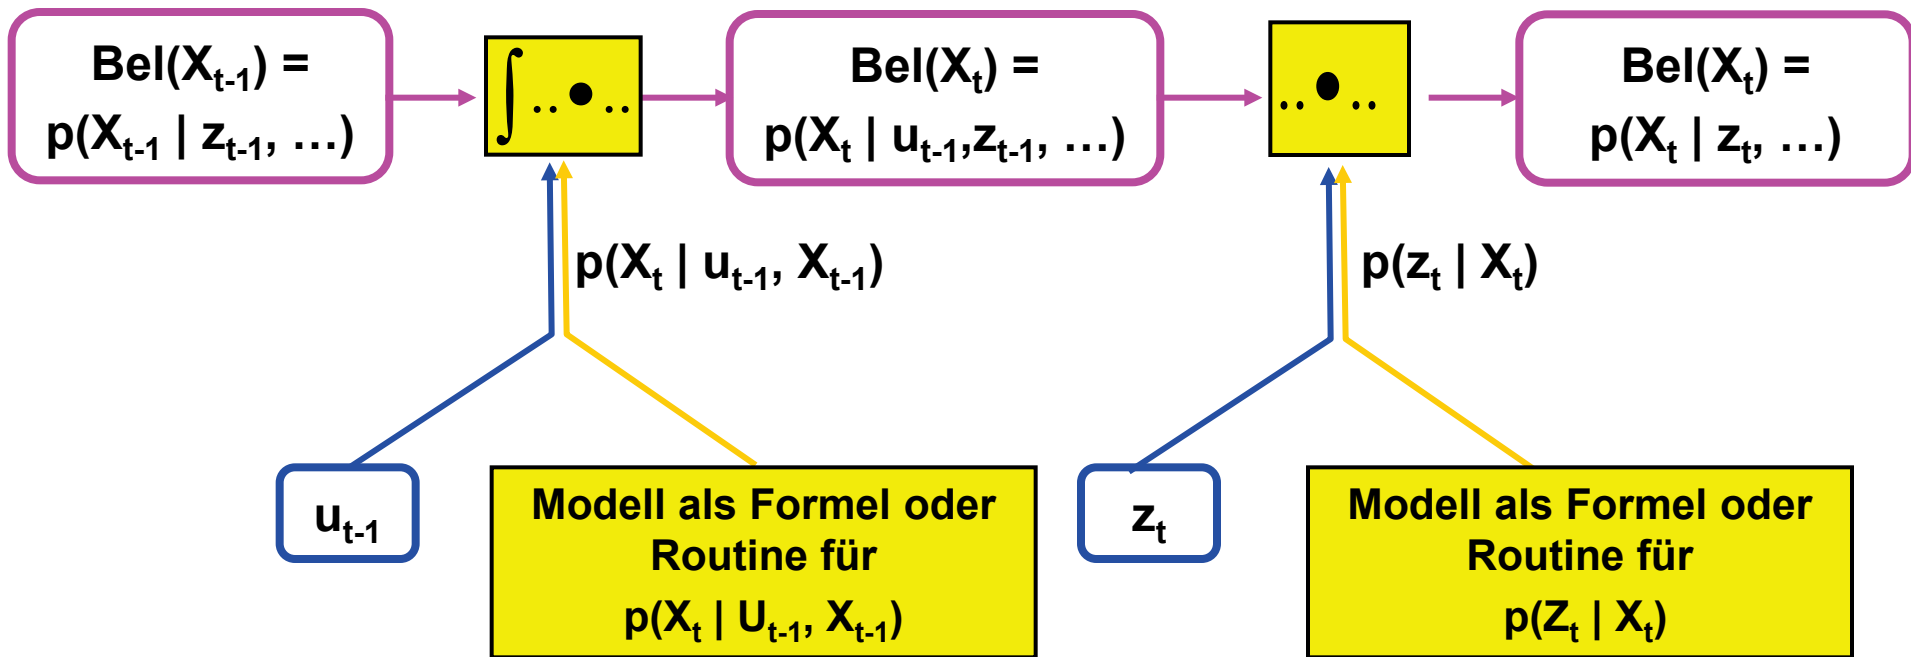 Bel(Xt-1) =
p(Xt-1 | zt-1, …)
∫ .. ● ..
Bel(Xt) =
p(Xt | ut-1,zt-1, …)
.. ● ..
Bel(Xt) =
p(Xt | zt, …)
p(Xt | ut-1, Xt-1)
p(zt | Xt)
ut-1
Modell als Formel oder
Routine für
p(Xt | Ut-1, Xt-1)
zt
Modell als Formel oder
Routine für
p(Zt | Xt)